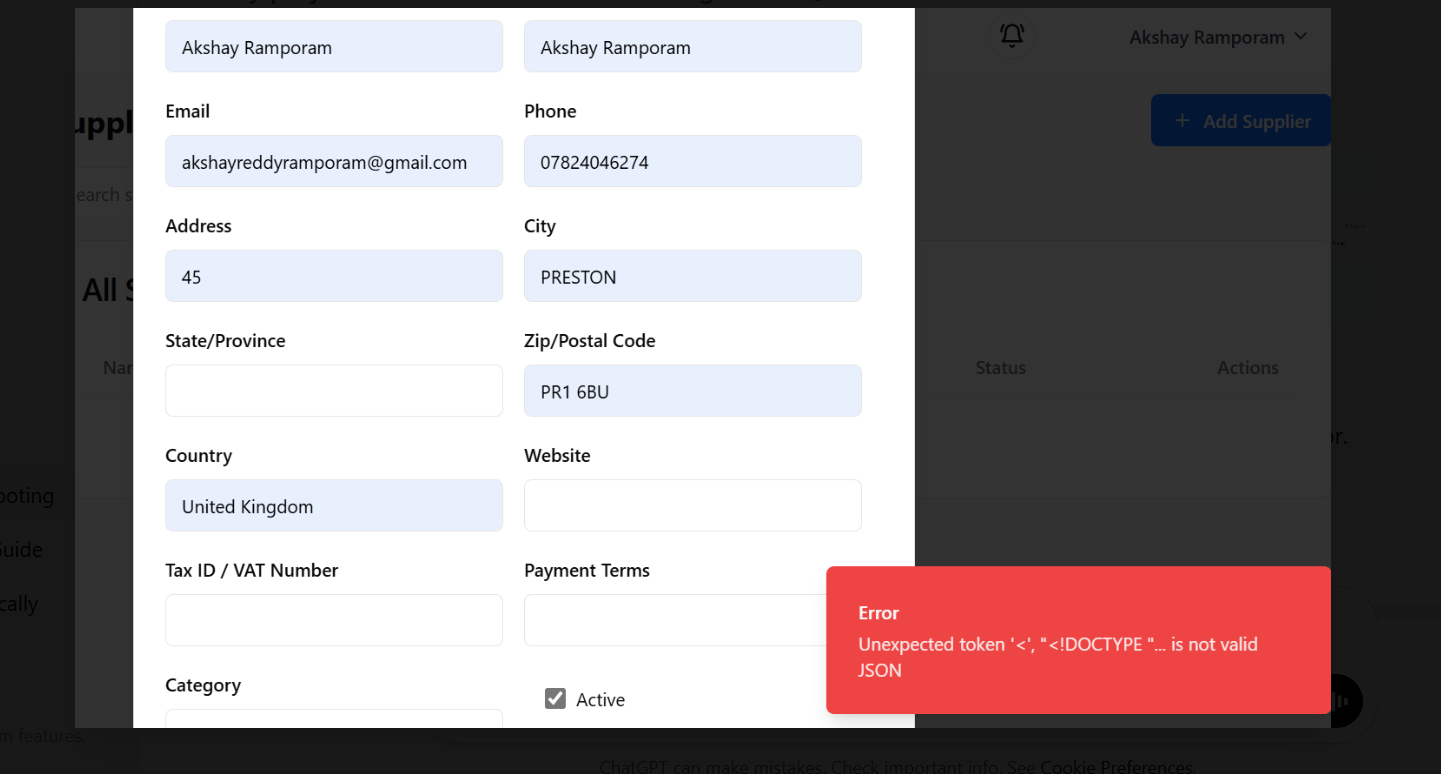 Akshay Ramporam
Akshay Ramporam
Akshay Ramporam
uppl
+ Add Supplier
Email
Phone
akshayreddyramporam@gmail.com
07824046274
earch s
Address
City
45
PRESTON
All S
State/Province
Zip/Postal Code
Nar
Status
Actions
PR1 6BU
or.
Country
Website
ooting
United Kingdom
Guide
Tax ID / VAT Number
Payment Terms
cally
Error
Unexpected token '<', "<!DOCTYPE "... is not valid
JSON
Category
Active
m features.
ChatGPT can make mistakes. Check important info. See Cookie Preferences.